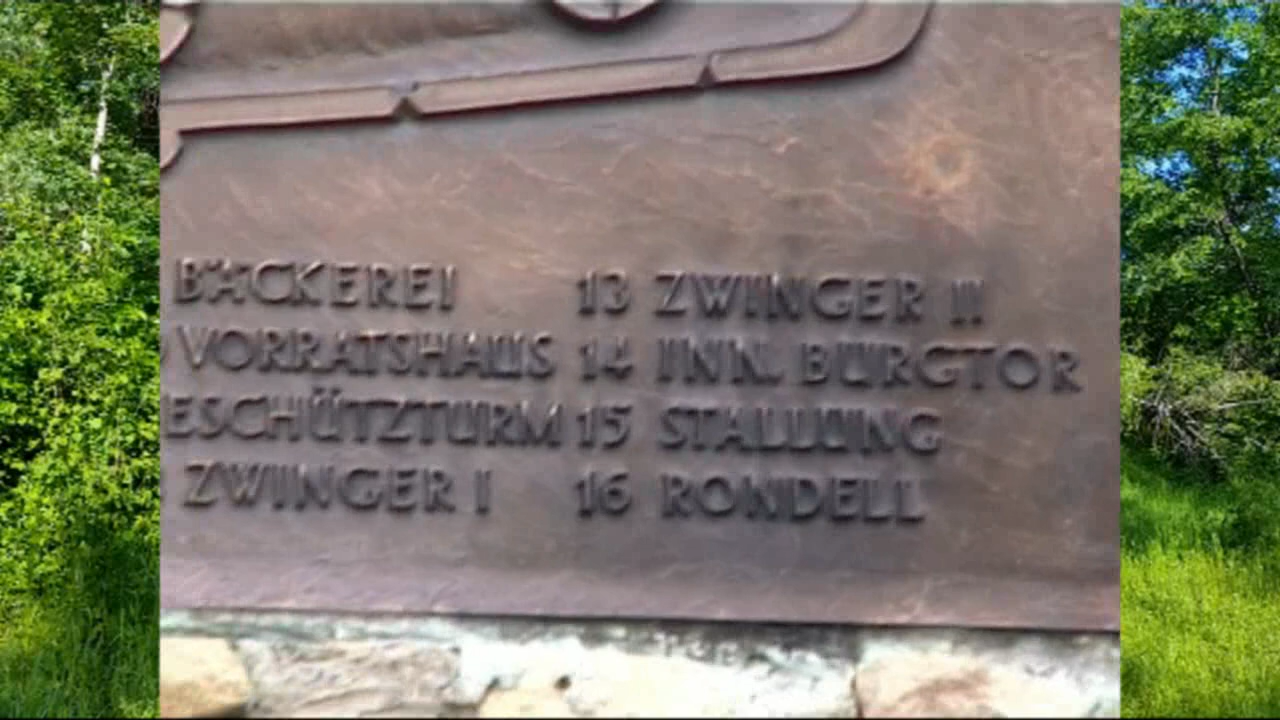 BÄCKEREI 13 ZWINGER II
VORRATSHAUS 14 INN. BURGTOR
ESCHÜTZTURM 15 STALLUNG
ZWINGER I 16 RONDELL